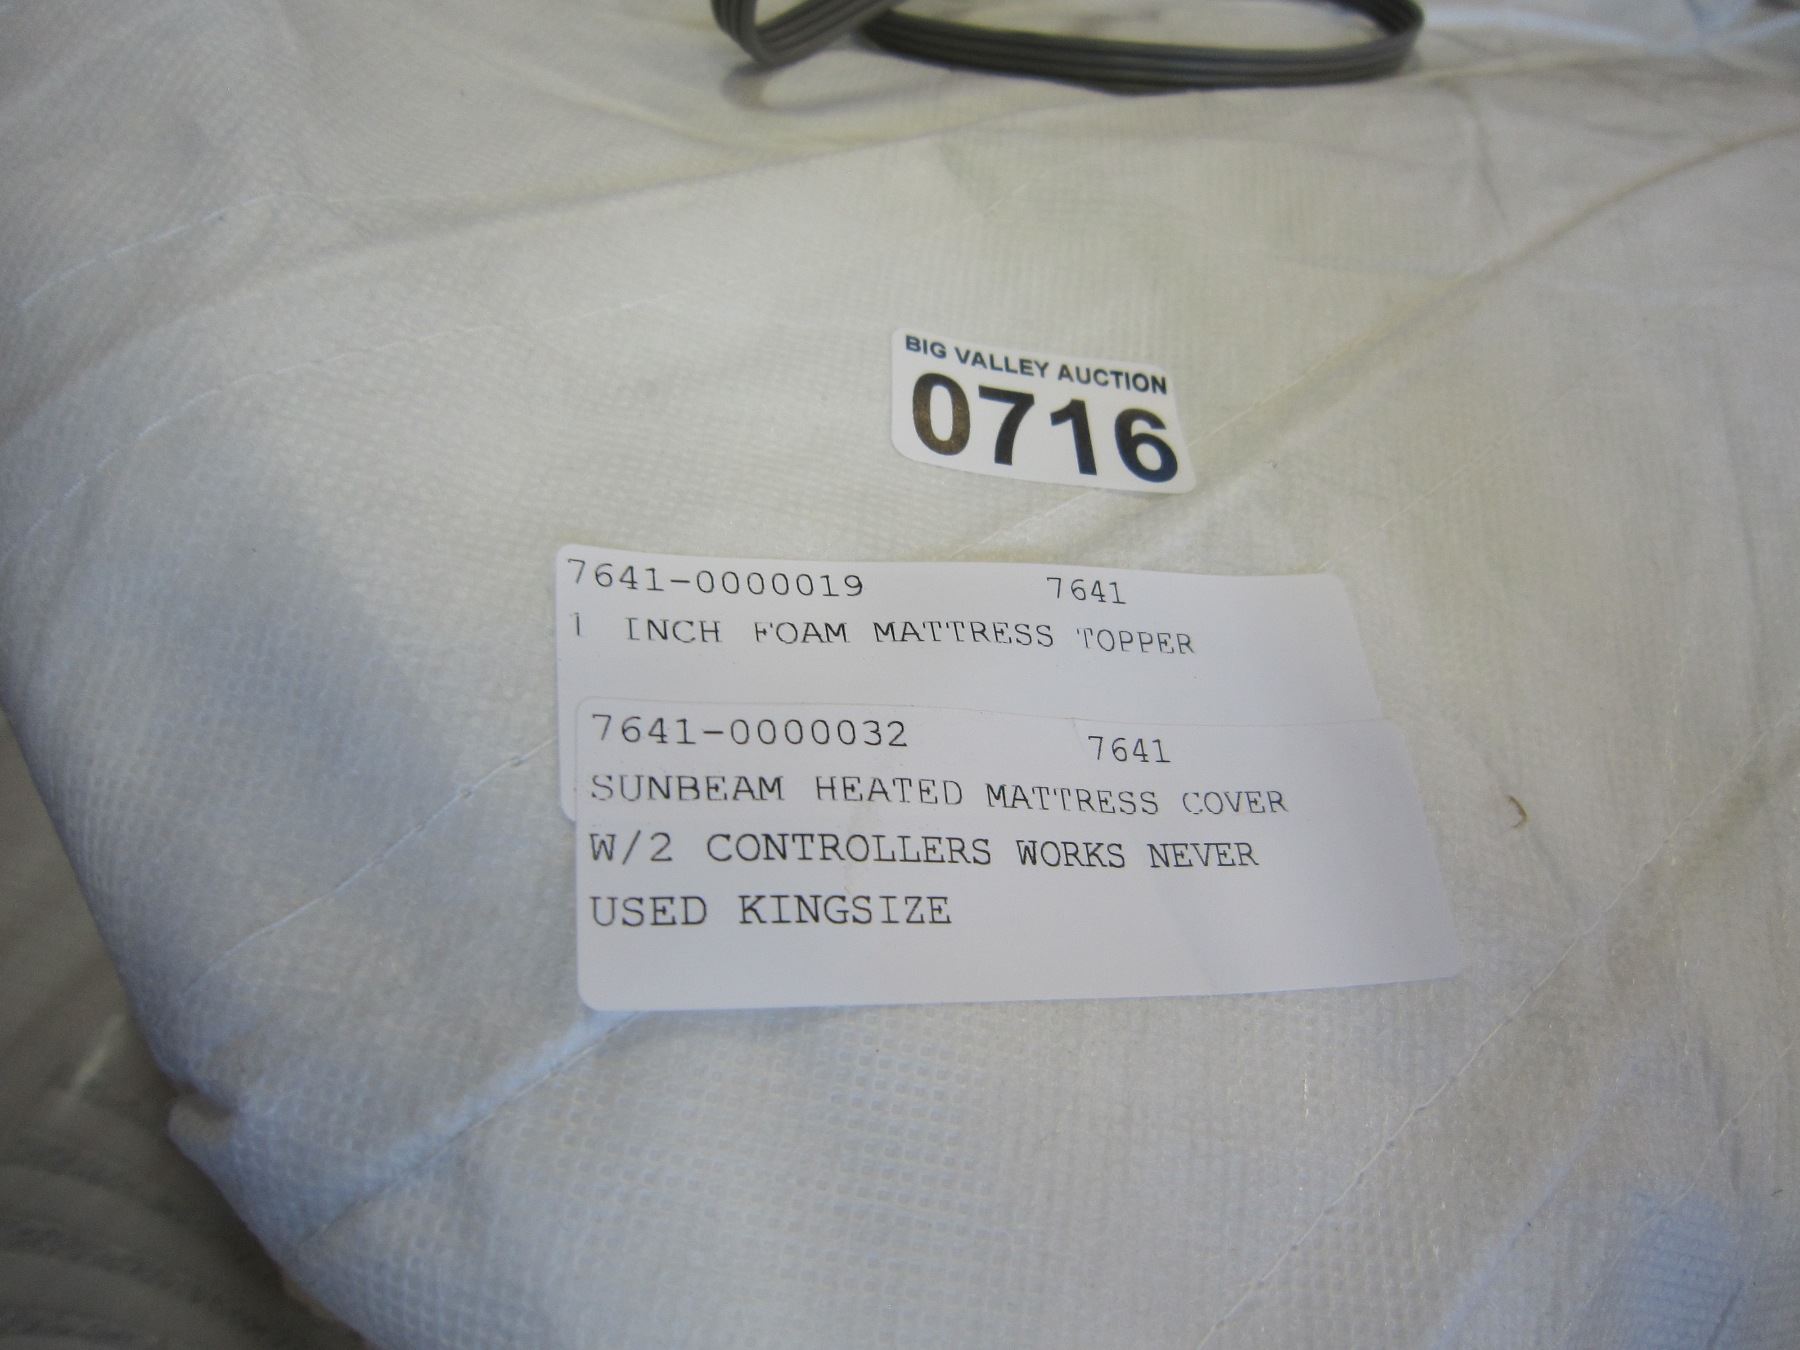 BIG VALLEY AUCTION
0716
7641-0000019 7641
1 INCH FOAM MATTRESS TOPPER
7641-0000032 7641
SUNBEAM HEATED MATTRESS COVER
W/2 CONTROLLERS WORKS NEVER
USED KINGSIZE